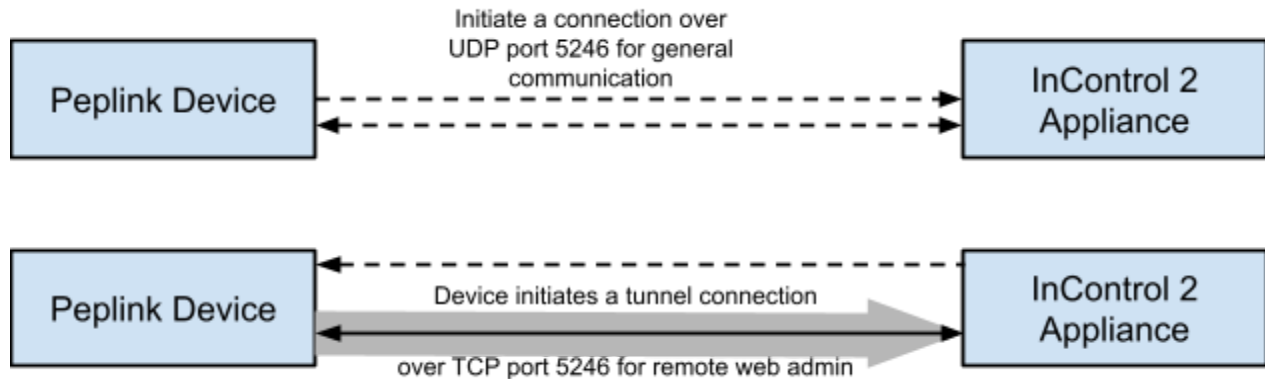 Initiate a connection over
UDP port 5246 for general
communication
Peplink Device
InControl 2
Appliance
Peplink Device
Device initiates a tunnel connection
over TCP port 5246 for remote web admin
InControl 2
Appliance